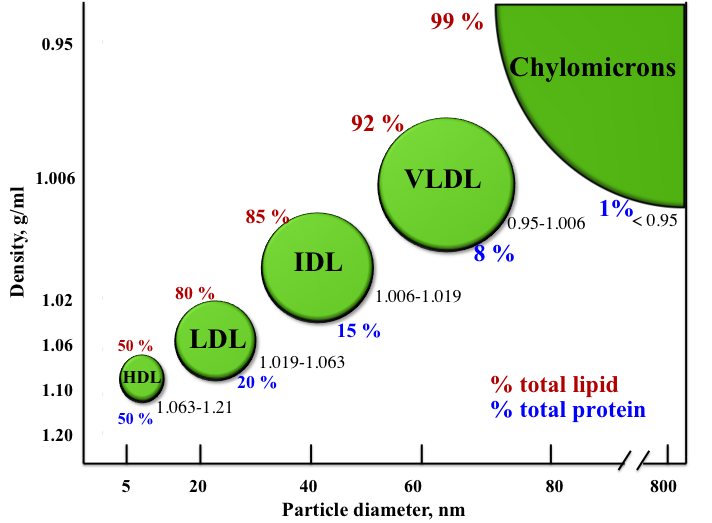 99 %
0.95
Chylomicrons
92 %
1.006
VLDL
85 %
1%
< 0.95
0.95-1.006
8 %
IDL
80 %
1.006-1.019
1.02
15 %
LDL
50 %
1.06
1.019-1.063
HDL
20 %
% total lipid
1.10
1.063-1.21
50 %
% total protein
1.20
Density, g/ml
5 20 40 60 80 800
Particle diameter, nm